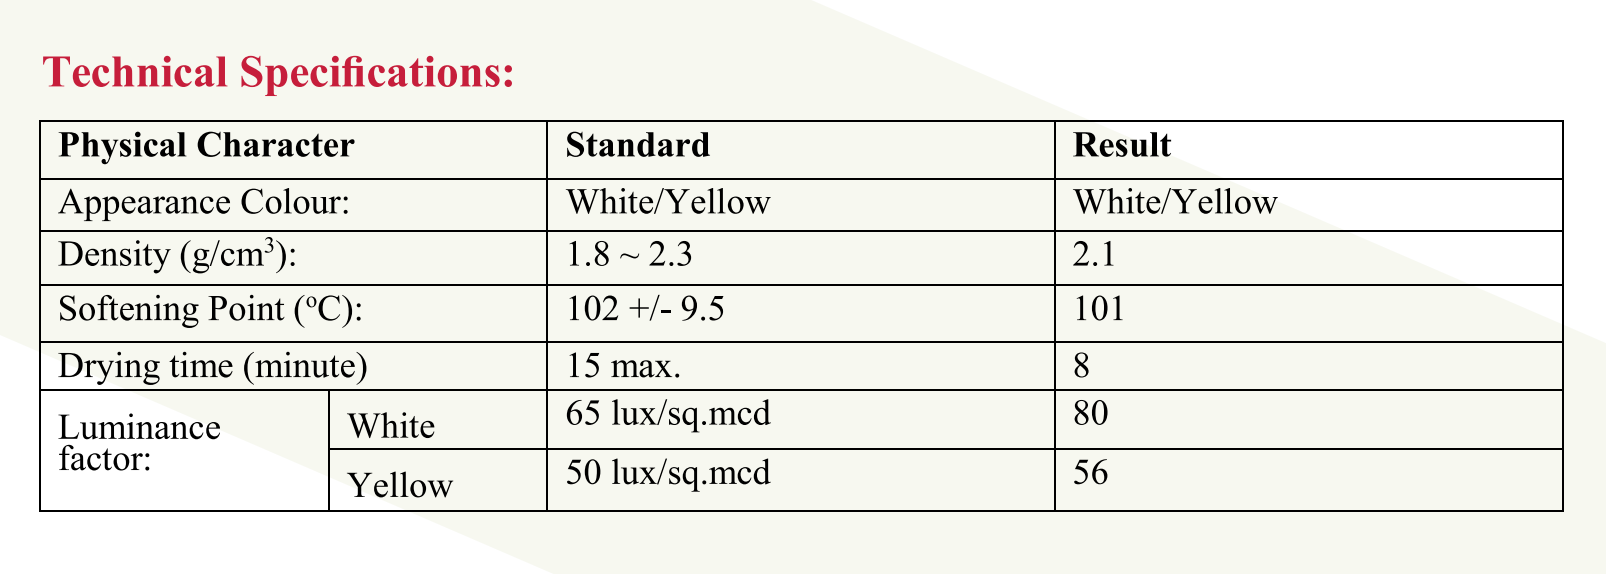 Technical Specifications:
Physical Character Standard Result
Appearance Colour: White/Yellow White/Yellow
Density (g/cm³): 1.8 ~ 2.3 2.1
Softening Point (ºC): 102 +/- 9.5 101
Drying time (minute) 15 max. 8
Luminance factor: White 65 lux/sq.mcd 80
Yellow 50 lux/sq.mcd 56